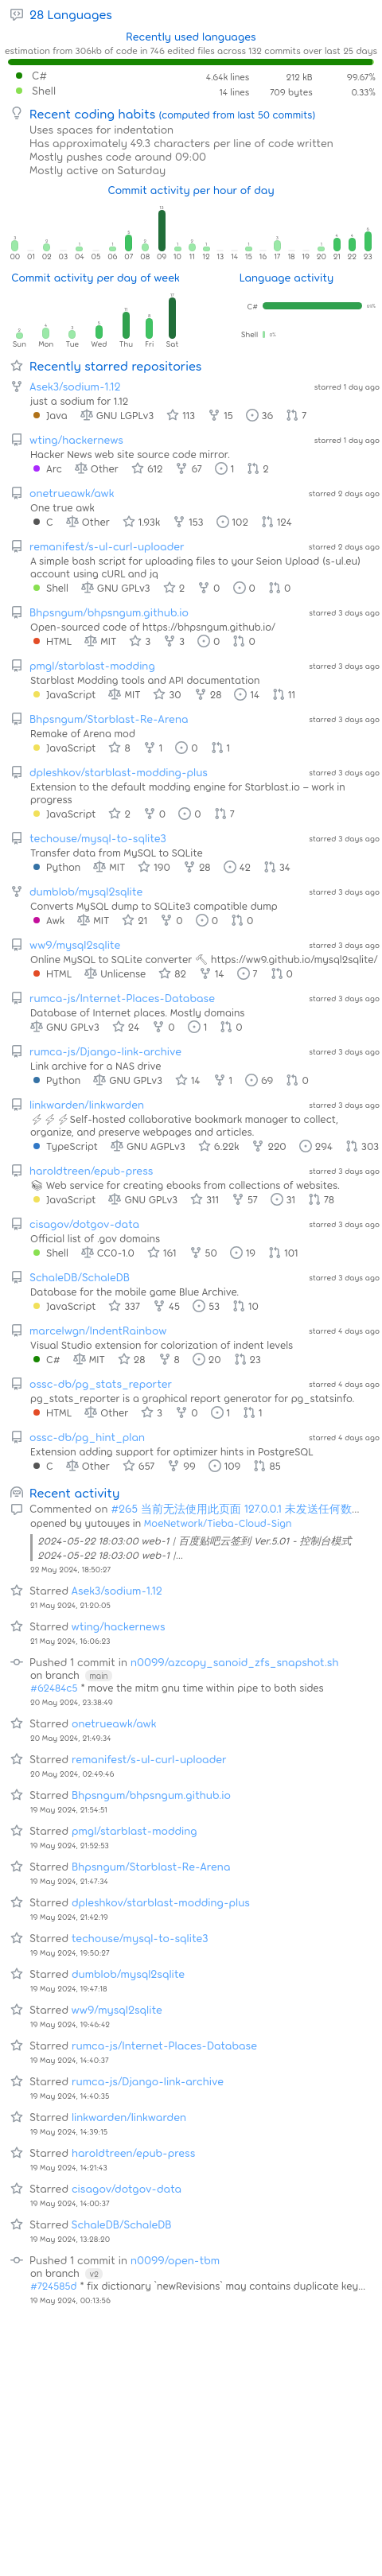 28 Languages
Recently used languages
estimation from 306kb of code in 746 edited files across 132 commits over last 25 days
C# 4.64k lines 212 kB 99.67%
Shell 14 lines 709 bytes 0.33%
Recent coding habits (computed from last 50 commits)
Uses spaces for indentation
Has approximately 49.3 characters per line of code written
Mostly pushes code around 09:00
Mostly active on Saturday
Commit activity per hour of day
00 01 02 03 04 05 06 07 08 09 10 11 12 13 14 15 16 17 18 19 20 21 22 23
Commit activity per day of week
Language activity
C#
Shell
Sun Mon Tue Wed Thu Fri Sat
Recently starred repositories
Asek3/sodium-1.12 starred 1 day ago
just a sodium for 1.12
Java GNU LGPLv3 113 15 36 7
wting/hackernews starred 1 day ago
Hacker News web site source code mirror.
Arc Other 612 67 1 2
onetrueawk/awk starred 2 days ago
One true awk
C Other 1.93k 153 102 124
remanifest/s-ul-curl-uploader starred 2 days ago
A simple bash script for uploading files to your Seion Upload (s-ul.eu)
account using cURL and jq
Shell GNU GPLv3 2 0 0 0
Bhpsngum/bhpsngum.github.io starred 3 days ago
Open-sourced code of https://bhpsngum.github.io/
HTML MIT 3 3 0 0
pmgl/starblast-modding starred 3 days ago
Starblast Modding tools and API documentation
JavaScript MIT 30 28 14 11
Bhpsngum/Starblast-Re-Arena starred 3 days ago
Remake of Arena mod
JavaScript 8 1 0 1
dpleshkov/starblast-modding-plus starred 3 days ago
Extension to the default modding engine for Starblast.io – work in
progress
JavaScript 2 0 0 7
techouse/mysql-to-sqlite3 starred 3 days ago
Transfer data from MySQL to SQLite
Python MIT 190 28 42 34
dumblob/mysql2sqlite starred 3 days ago
Converts MySQL dump to SQLite3 compatible dump
Awk MIT 21 0 0 0
ww9/mysql2sqlite starred 3 days ago
Online MySQL to SQLite converter 🔨 https://ww9.github.io/mysql2sqlite/
HTML Unlicense 82 14 7 0
rumca-js/Internet-Places-Database starred 3 days ago
Database of Internet places. Mostly domains
GNU GPLv3 24 0 1 0
rumca-js/Django-link-archive starred 3 days ago
Link archive for a NAS drive
Python GNU GPLv3 14 1 69 0
linkwarden/linkwarden starred 3 days ago
⚡⚡⚡Self-hosted collaborative bookmark manager to collect,
organize, and preserve webpages and articles.
TypeScript GNU AGPLv3 6.22k 220 294 303
haroldtreen/epub-press starred 3 days ago
📚 Web service for creating ebooks from collections of websites.
JavaScript GNU GPLv3 311 57 31 78
cisagov/dotgov-data starred 3 days ago
Official list of .gov domains
Shell CC0-1.0 161 50 19 101
SchaleDB/SchaleDB starred 3 days ago
Database for the mobile game Blue Archive.
JavaScript 337 45 53 10
marcelwgn/IndentRainbow starred 4 days ago
Visual Studio extension for colorization of indent levels
C# MIT 28 8 20 23
ossc-db/pg_stats_reporter starred 4 days ago
pg_stats_reporter is a graphical report generator for pg_statsinfo.
HTML Other 3 0 1 1
ossc-db/pg_hint_plan starred 4 days ago
Extension adding support for optimizer hints in PostgreSQL
C Other 657 99 109 85
Recent activity
Commented on #265 当前无法使用此页面 127.0.0.1 未发送任何数...
opened by yutouyes in MoeNetwork/Tieba-Cloud-Sign
2024-05-22 18:03:00 web-1 | 百度贴吧云签到 Ver.5.01 - 控制台模式
2024-05-22 18:03:00 web-1 |...
22 May 2024, 18:50:27
Starred Asek3/sodium-1.12
21 May 2024, 21:20:05
Starred wting/hackernews
21 May 2024, 16:06:23
Pushed 1 commit in n0099/azcopy_sanoid_zfs_snapshot.sh
on branch main
#62484c5 * move the mitm gnu time within pipe to both sides
20 May 2024, 23:38:49
Starred onetrueawk/awk
20 May 2024, 21:49:34
Starred remanifest/s-ul-curl-uploader
20 May 2024, 02:49:46
Starred Bhpsngum/bhpsngum.github.io
19 May 2024, 21:54:51
Starred pmgl/starblast-modding
19 May 2024, 21:52:53
Starred Bhpsngum/Starblast-Re-Arena
19 May 2024, 21:47:34
Starred dpleshkov/starblast-modding-plus
19 May 2024, 21:42:19
Starred techouse/mysql-to-sqlite3
19 May 2024, 19:50:27
Starred dumblob/mysql2sqlite
19 May 2024, 19:47:18
Starred ww9/mysql2sqlite
19 May 2024, 19:46:42
Starred rumca-js/Internet-Places-Database
19 May 2024, 14:40:37
Starred rumca-js/Django-link-archive
19 May 2024, 14:40:35
Starred linkwarden/linkwarden
19 May 2024, 14:39:15
Starred haroldtreen/epub-press
19 May 2024, 14:21:43
Starred cisagov/dotgov-data
19 May 2024, 14:00:37
Starred SchaleDB/SchaleDB
19 May 2024, 13:28:20
Pushed 1 commit in n0099/open-tbm
on branch v2
#724585d * fix dictionary `newRevisions` may contains duplicate key...
19 May 2024, 00:13:56